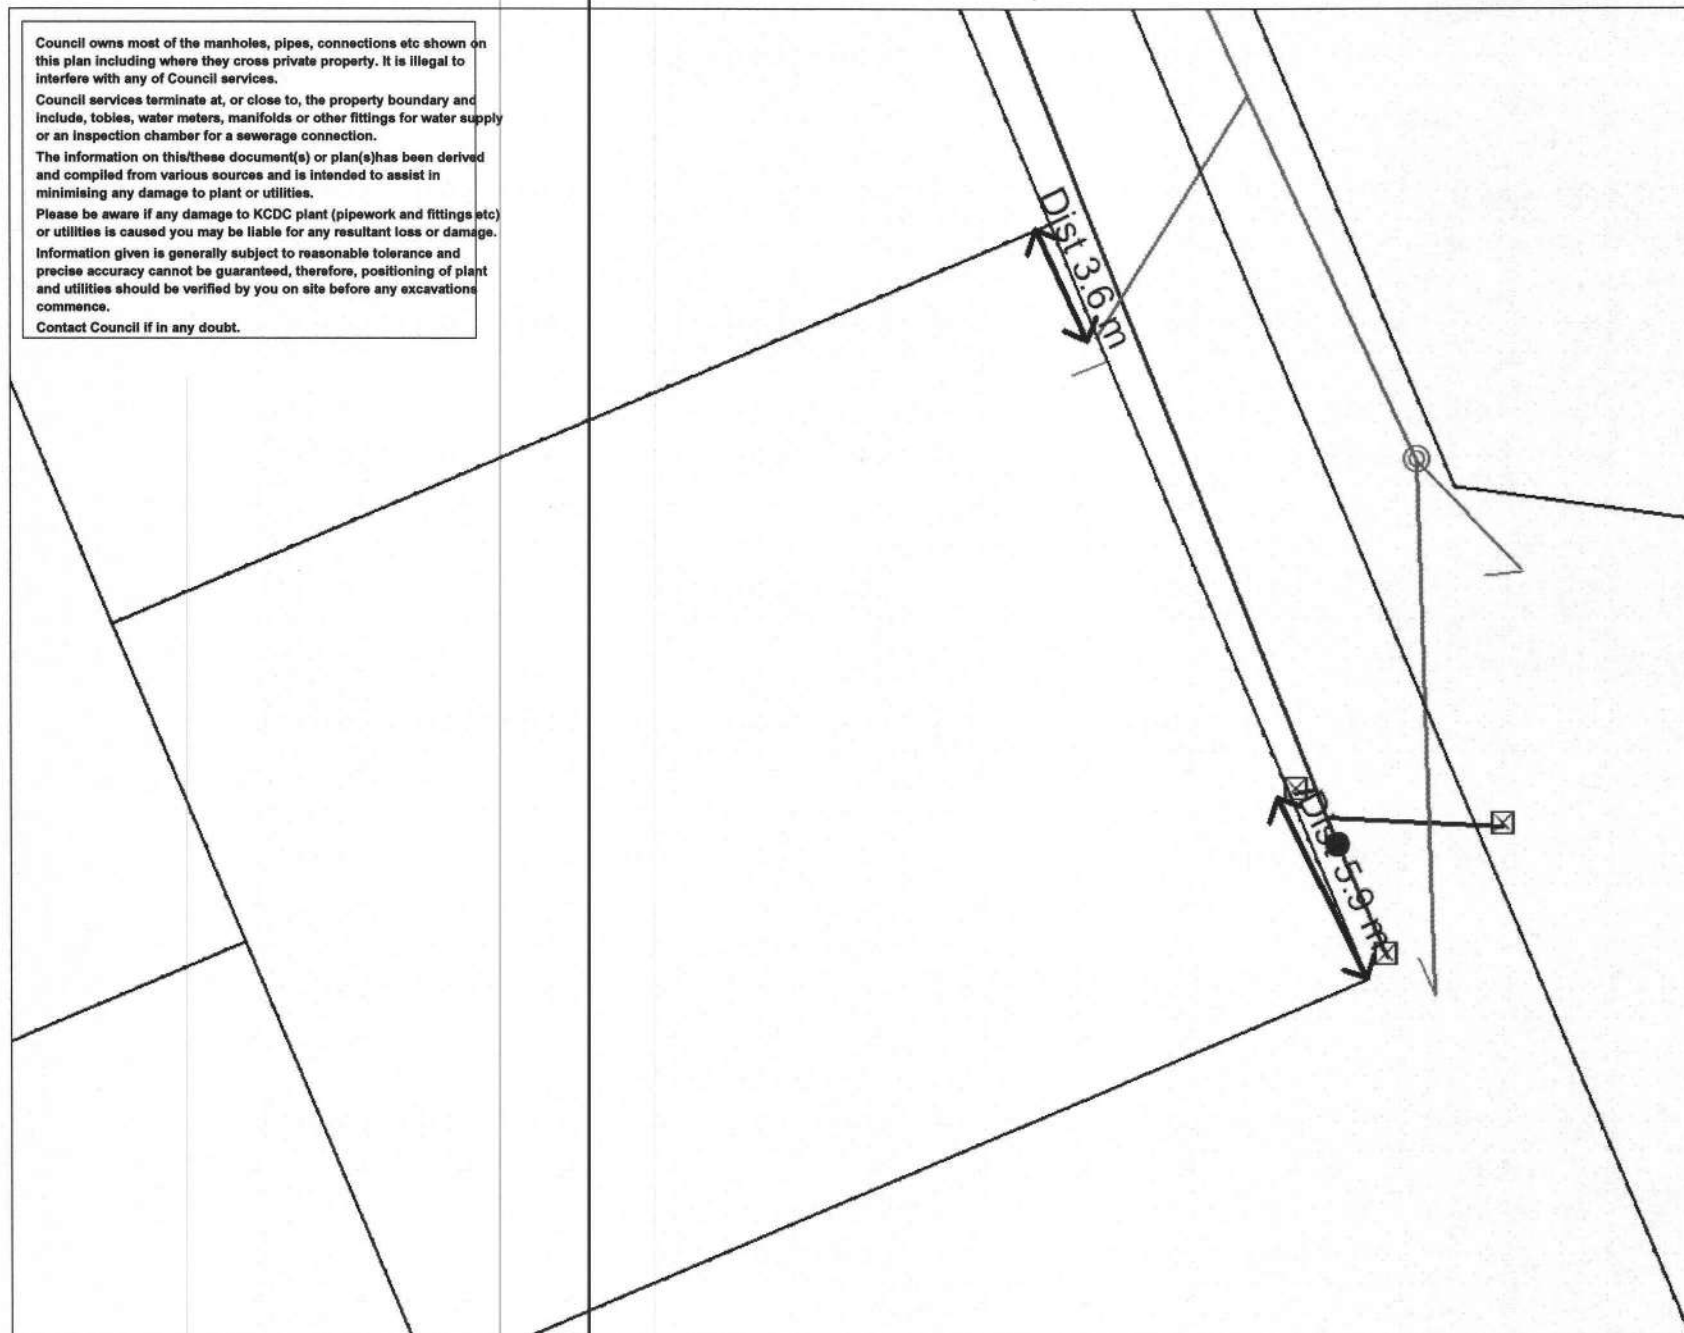 Council owns most of the manholes, pipes, connections etc shown on
this plan including where they cross private property. It is illegal to
interfere with any of Council services.
Council services terminate at, or close to, the property boundary and
include, tobies, water meters, manifolds or other fittings for water supply
or an inspection chamber for a sewerage connection.
The information on this/these document(s) or plan(s)has been derived
and compiled from various sources and is intended to assist in
minimising any damage to plant or utilities.
Please be aware if any damage to KCDC plant (pipework and fittings etc)
or utilities is caused you may be liable for any resultant loss or damage.
Information given is generally subject to reasonable tolerance and
precise accuracy cannot be guaranteed, therefore, positioning of plant
and utilities should be verified by you on site before any excavations
commence.
Contact Council if in any doubt.
Dist 3.6 m
Dist 5.9 m